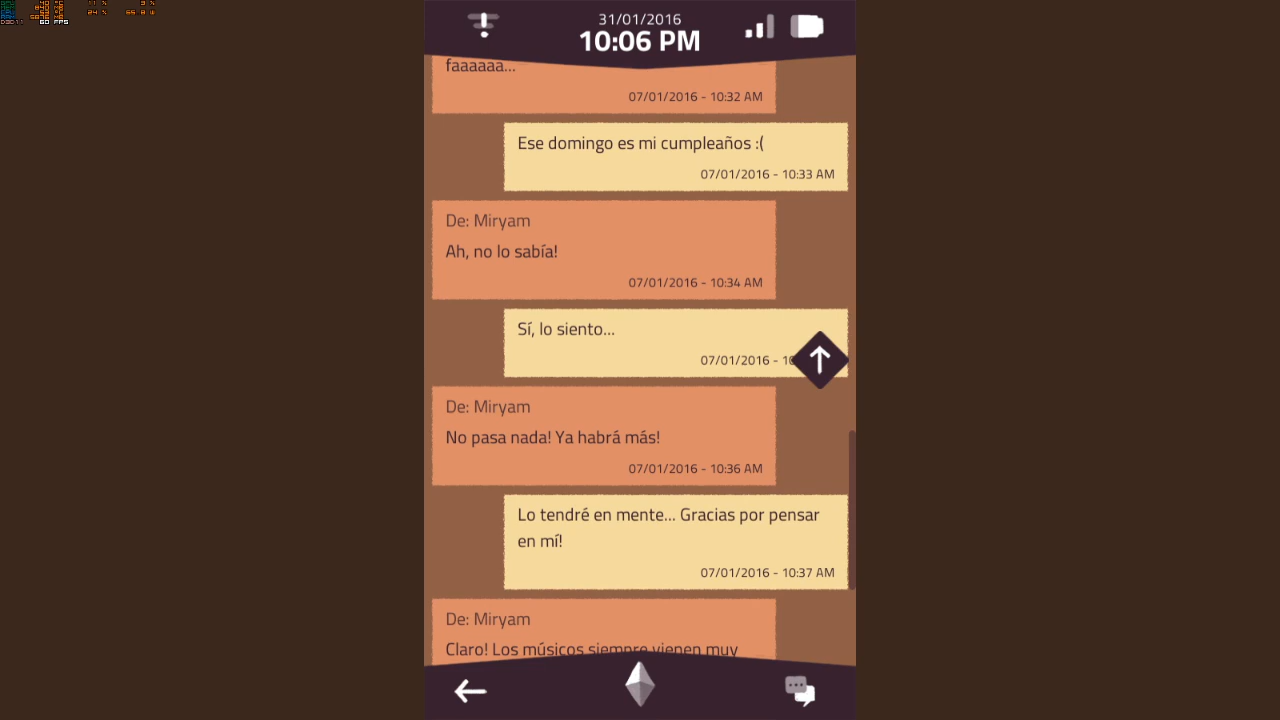 31/01/2016
10:06 PM
faaaaaa...
07/01/2016 - 10:32 AM
Ese domingo es mi cumpleaños :(
07/01/2016 - 10:33 AM
De: Miryam
Ah, no lo sabía!
07/01/2016 - 10:34 AM
Sí, lo siento...
07/01/2016 -
De: Miryam
No pasa nada! Ya habrá más!
07/01/2016 - 10:36 AM
Lo tendré en mente... Gracias por pensar
en mí!
07/01/2016 - 10:37 AM
De: Miryam
Claro! Los músicos siempre vienen muy